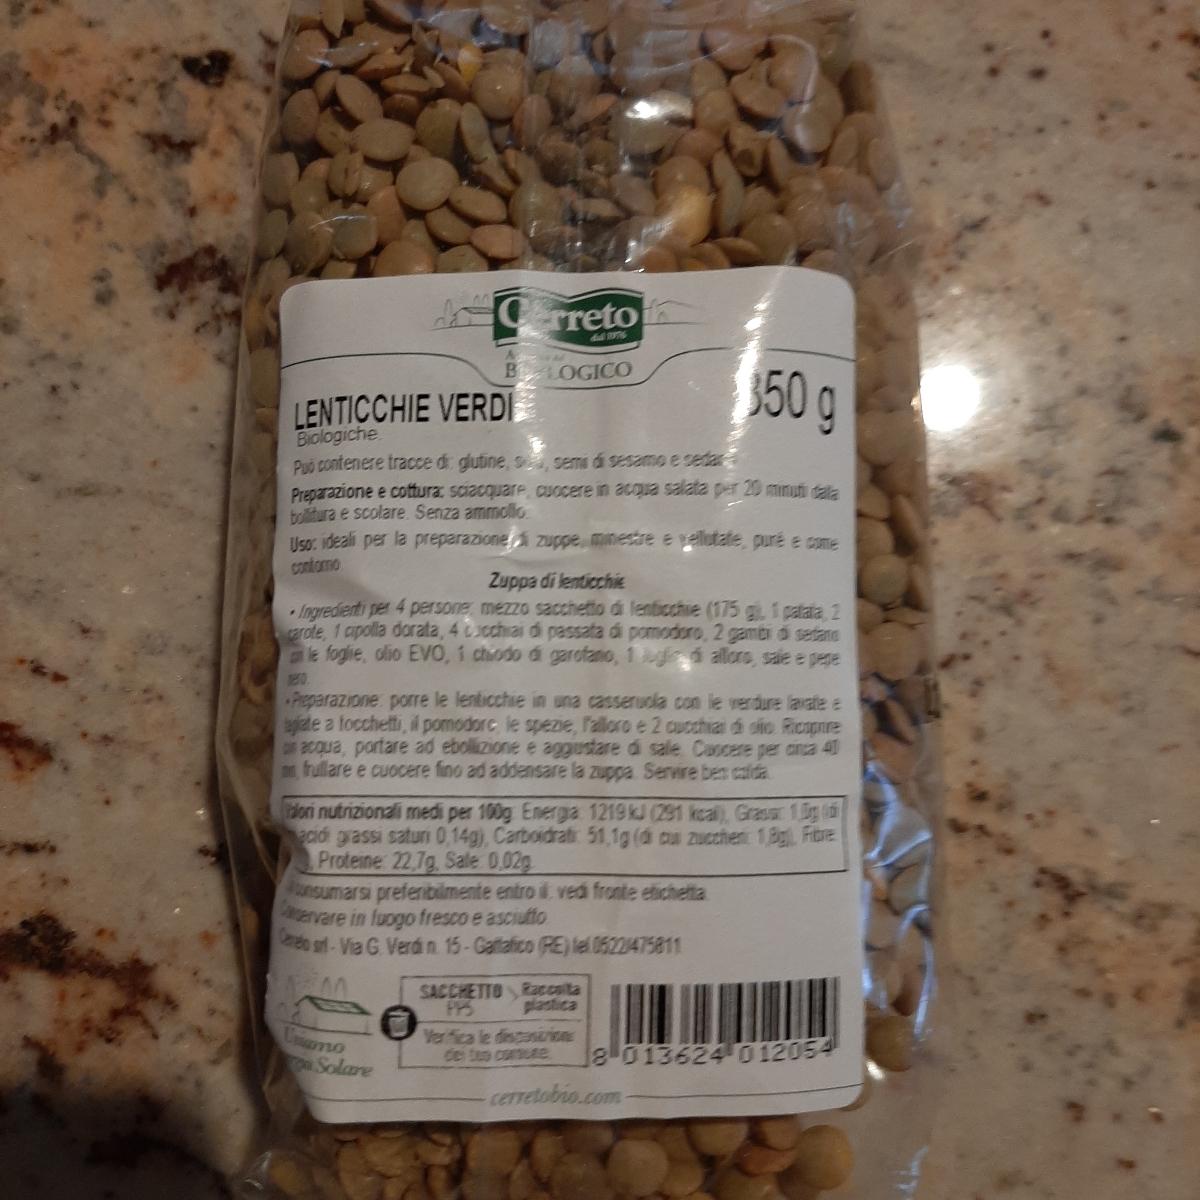 Cerreto
dal 1976
BIOLOGICO
LENTICCHIE VERDI
350 g
Biologiche.
Può contenere tracce di: glutine, semi di sesamo e sedano
Preparazione e cottura: sciacquare, cuocere in acqua salata per 20 minuti dalla
bollitura e scolare. Senza ammollo.
Uso: ideali per la preparazione di zuppe, minestre e vellutate, purè e come
contorno
Zuppa di lenticchie
• Ingredienti per 4 persone: mezzo sacchetto di lenticchie (175 g), 1 patata, 2
carote, 1 cipolla dorata, 4 cucchiai di passata di pomodoro, 2 gambi di sedano
con le foglie, olio EVO, 1 chiodo di garofano, 1 foglia di alloro, sale e pepe
nero.
• Preparazione: porre le lenticchie in una casseruola con le verdure lavate e
tagliate a tocchetti, il pomodoro, le spezie, l'alloro e 2 cucchiai di olio. Ricoprire
con acqua, portare ad ebollizione e aggiustare di sale. Cuocere per circa 40
min, frullare e cuocere fino ad addensare la zuppa. Servire ben calda.
Valori nutrizionali medi per 100g: Energia: 1219 kJ (291 kcal), Grassi: 1,0g (di
acidi grassi saturi 0,14g), Carboidrati: 51,1g (di cui zuccheri: 1,8g), Fibre:
Proteine: 22,7g, Sale: 0,02g.
consumarsi preferibilmente entro il: vedi fronte etichetta.
Conservare in luogo fresco e asciutto
Cerreto srl - Via G. Verdi n. 15 - Gattatico (RE) tel.0522/475811
SACCHETTO Raccolta
PP5 plastica
Verifica le disposizioni
del tuo comune.
Usiamo
Solare
8 013624 012054
cerretobio.com